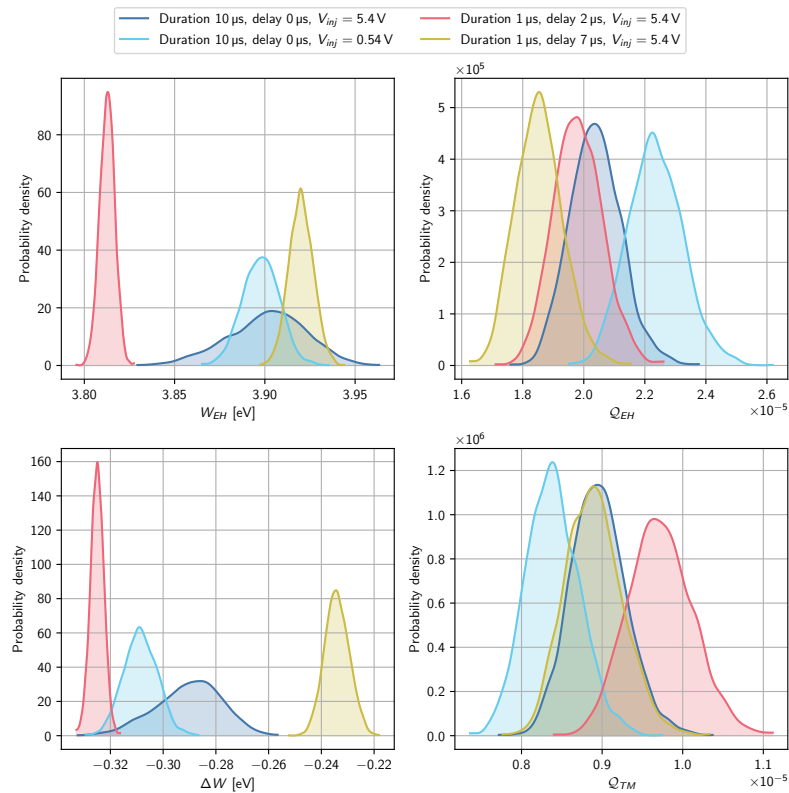 Duration 10 µs, delay 0 µs, V_inj = 5.4 V
Duration 10 µs, delay 0 µs, V_inj = 0.54 V
Duration 1 µs, delay 2 µs, V_inj = 5.4 V
Duration 1 µs, delay 7 µs, V_inj = 5.4 V
Probability density
80
60
40
20
0
3.80 3.85 3.90 3.95
W_EH [eV]
×10⁵
Probability density
5
4
3
2
1
0
1.6 1.8 2.0 2.2 2.4 2.6
×10⁻⁵
𝒬_EH
Probability density
160
140
120
100
80
60
40
20
0
−0.32 −0.30 −0.28 −0.26 −0.24 −0.22
ΔW [eV]
×10⁶
Probability density
1.2
1.0
0.8
0.6
0.4
0.2
0.0
0.8 0.9 1.0 1.1
×10⁻⁵
𝒬_TM